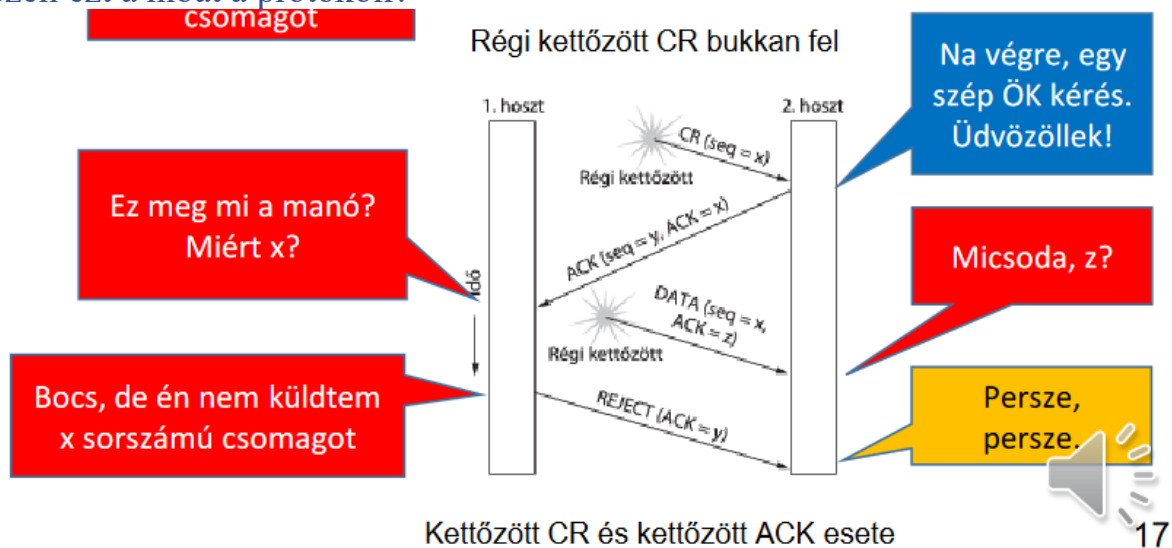 csomagot
Régi kettőzött CR bukkan fel
Na végre, egy
szép ÖK kérés.
Üdvözöllek!
1. hoszt
2. hoszt
CR (seq = x)
Régi kettőzött
Ez meg mi a manó?
Miért x?
ACK (seq = y, ACK = x)
Micsoda, z?
idő
DATA (seq = x,
ACK = z)
Régi kettőzött
Bocs, de én nem küldtem
x sorszámú csomagot
REJECT (ACK = y)
Persze,
persze.
Kettőzött CR és kettőzött ACK esete
17